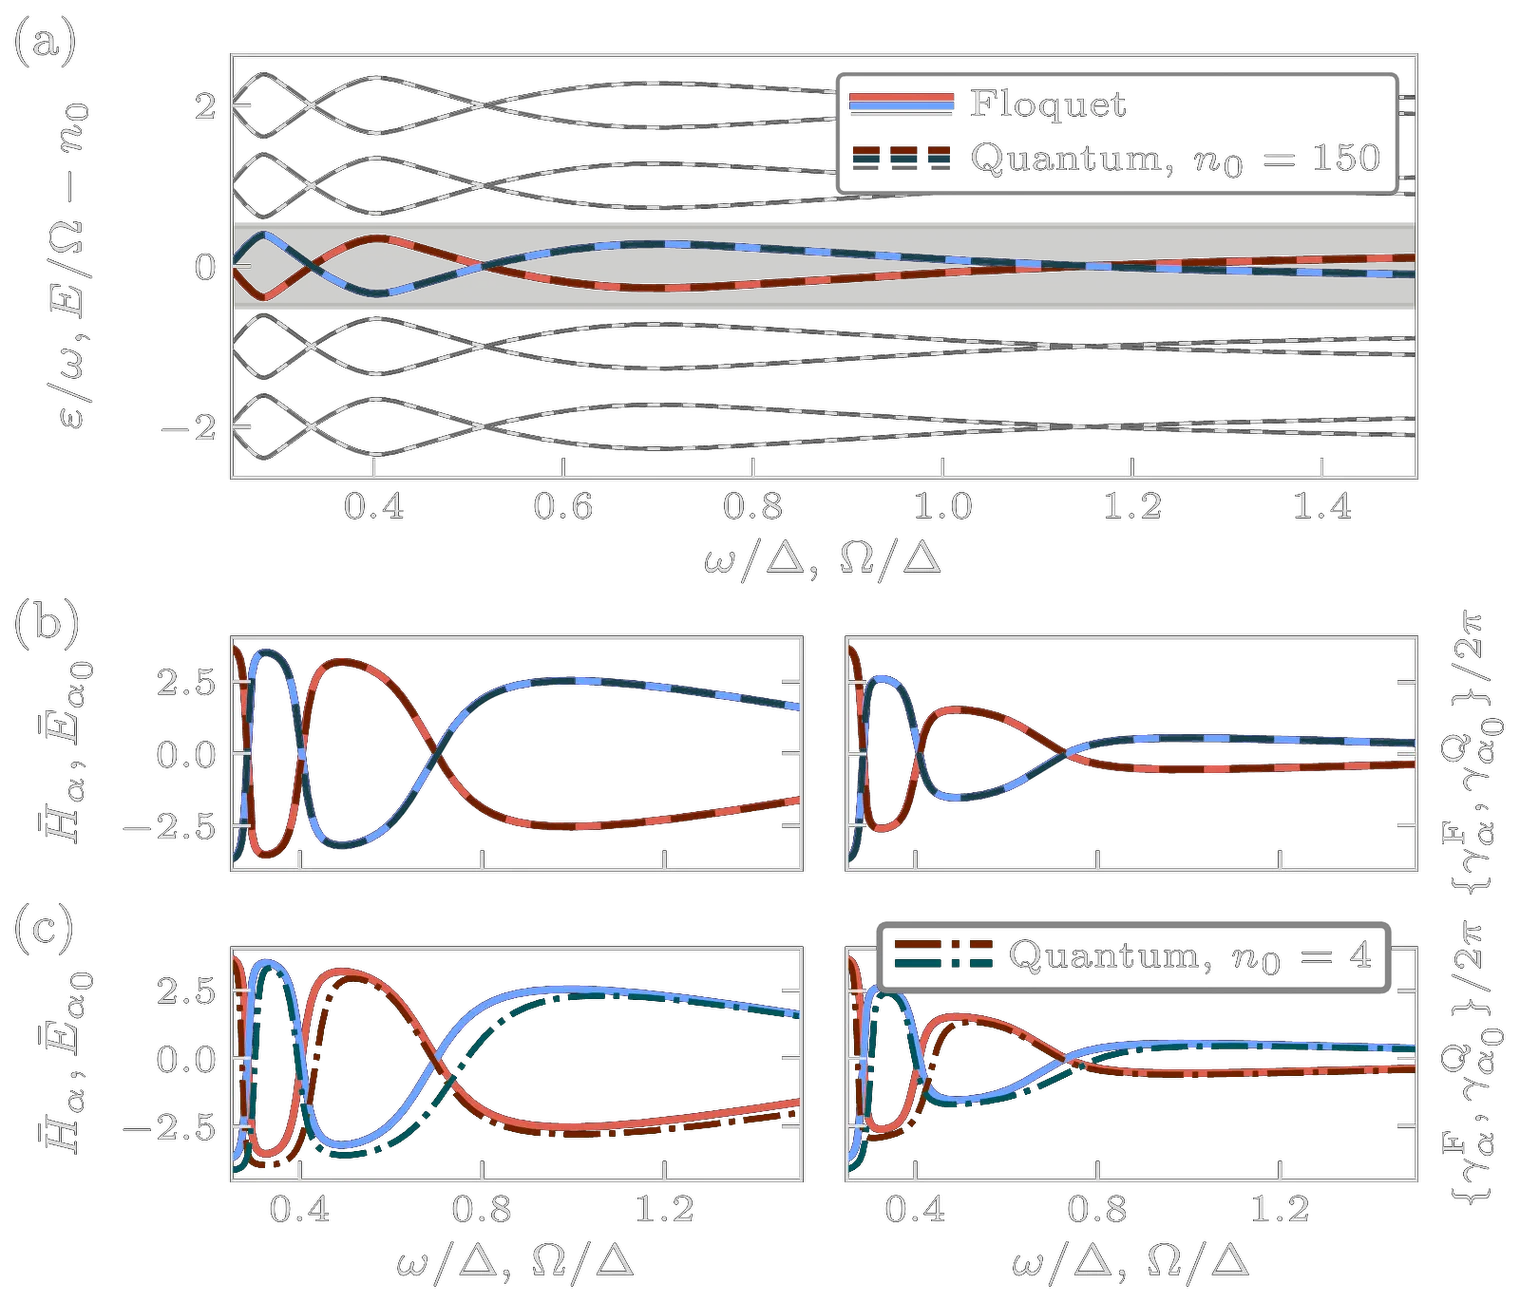 (a)
ε/ω, E/Ω − n₀
2
0
−2
Floquet
Quantum, n₀ = 150
0.4 0.6 0.8 1.0 1.2 1.4
ω/Δ, Ω/Δ
(b)
H̄α, Ēα₀
2.5
0.0
−2.5
{γαF, γα₀Q}/2π
(c)
H̄α, Ēα₀
2.5
0.0
−2.5
Quantum, n₀ = 4
{γαF, γα₀Q}/2π
0.4 0.8 1.2
0.4 0.8 1.2
ω/Δ, Ω/Δ
ω/Δ, Ω/Δ